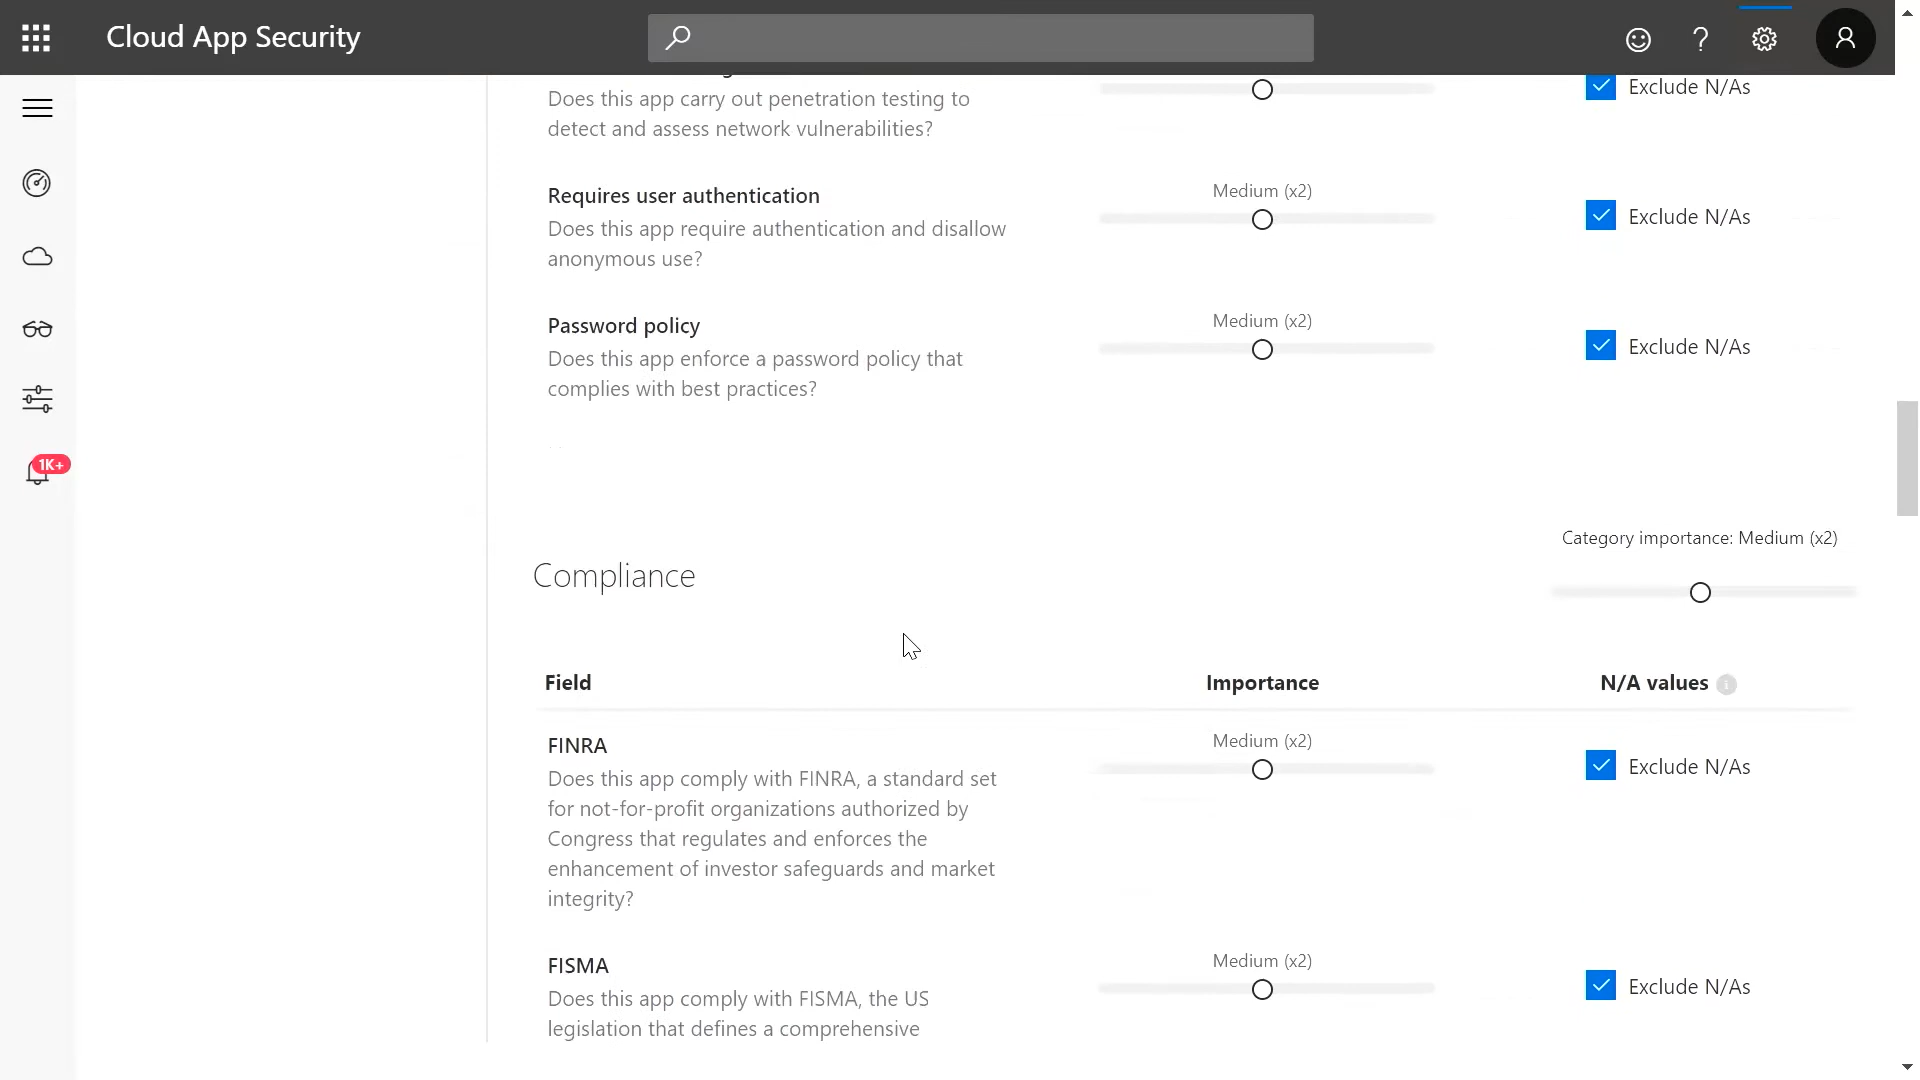 Cloud App Security
Does this app carry out penetration testing to
detect and assess network vulnerabilities?
Exclude N/As
Requires user authentication
Does this app require authentication and disallow
anonymous use?
Medium (x2)
Exclude N/As
Password policy
Does this app enforce a password policy that
complies with best practices?
Medium (x2)
Exclude N/As
1K+
Category importance: Medium (x2)
Compliance
Field
Importance
N/A values
FINRA
Does this app comply with FINRA, a standard set
for not-for-profit organizations authorized by
Congress that regulates and enforces the
enhancement of investor safeguards and market
integrity?
Medium (x2)
Exclude N/As
FISMA
Does this app comply with FISMA, the US
legislation that defines a comprehensive
Medium (x2)
Exclude N/As